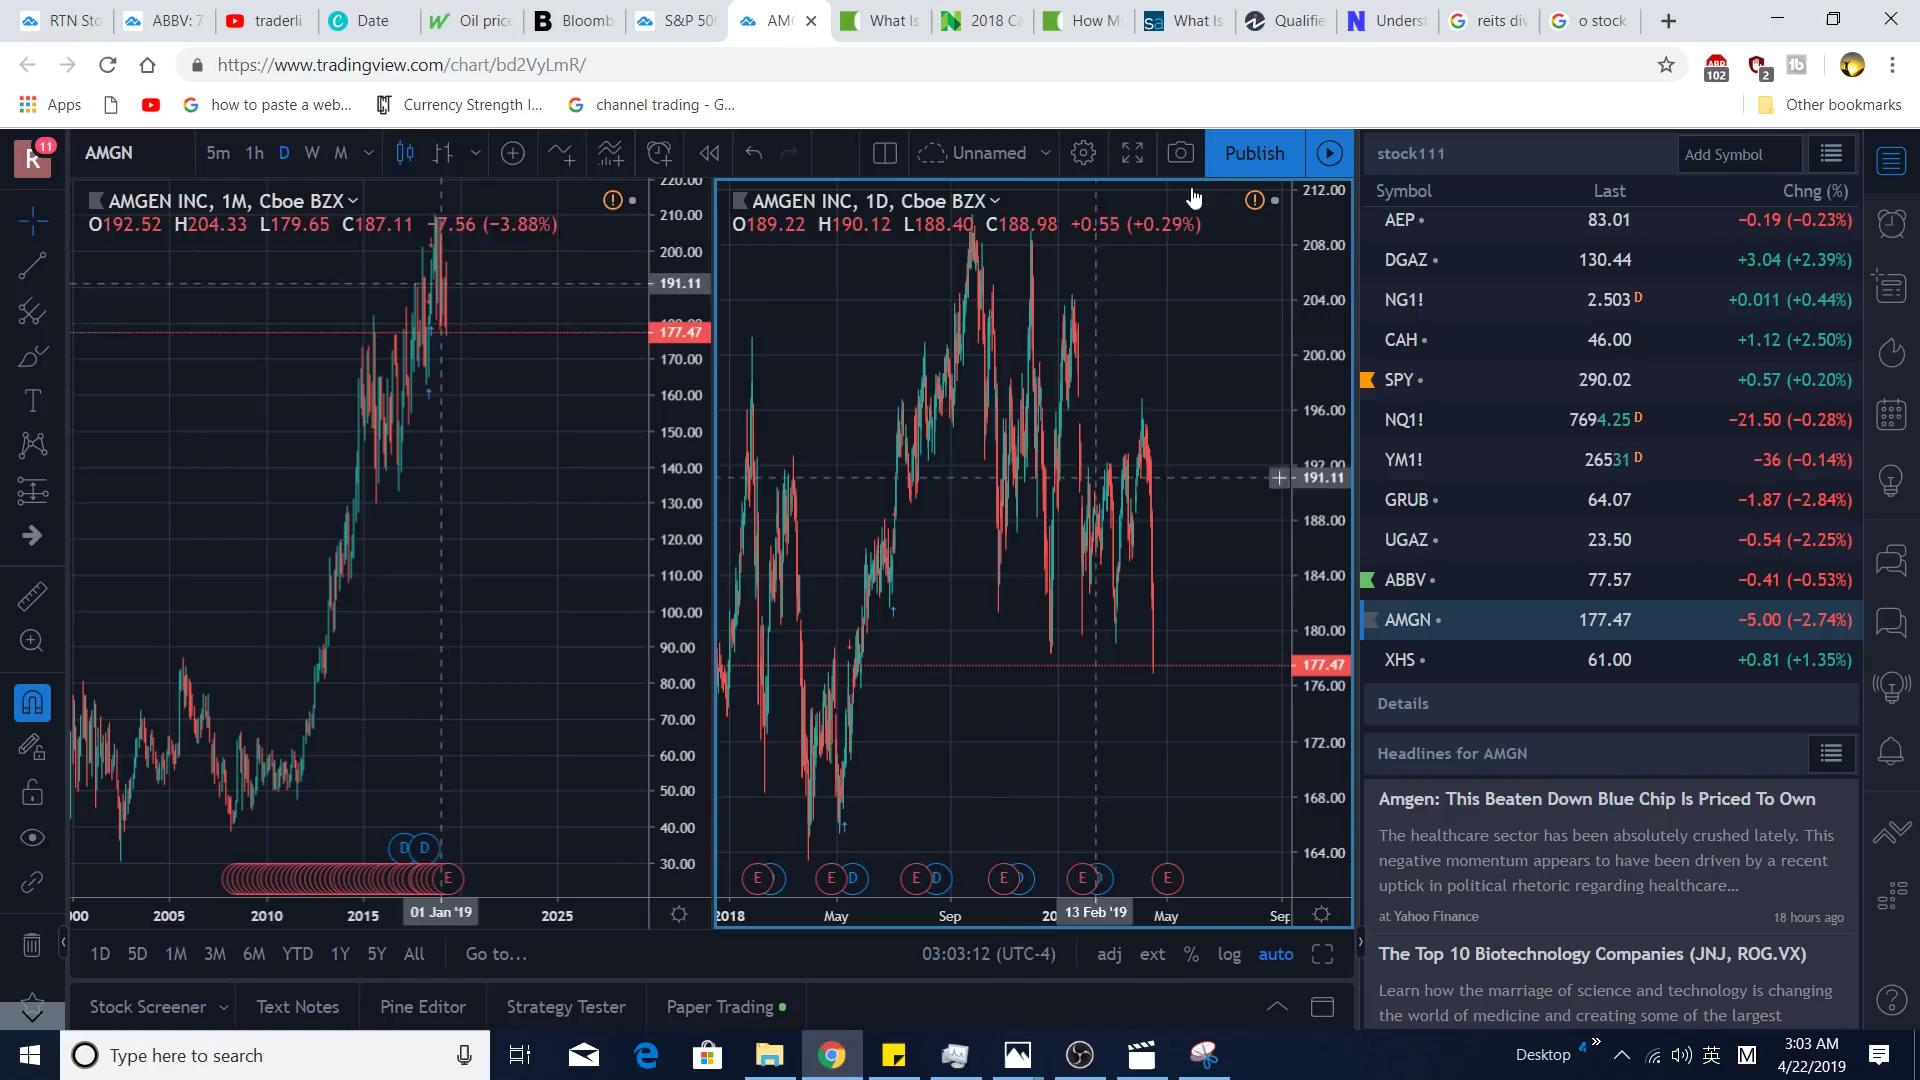 RTN Sto
ABBV: 7
traderli
Date
Oil price
Bloomb
S&P 50
AM
What Is
2018 Ca
How M
What Is
Qualifie
Underst
reits div
o stock
https://www.tradingview.com/chart/bd2VyLmR/
102
2
Apps
how to paste a web...
Currency Strength I...
channel trading - G...
Other bookmarks
R
11
AMGN
5m 1h D W M
Unnamed
Publish
AMGEN INC, 1M, Cboe BZX
O192.52 H204.33 L179.65 C187.11 −7.56 (−3.88%)
220.00
210.00
200.00
191.11
177.47
170.00
160.00
150.00
140.00
130.00
120.00
110.00
100.00
90.00
80.00
70.00
60.00
50.00
40.00
30.00
D D
E
2005 2010 2015 01 Jan '19 2025
AMGEN INC, 1D, Cboe BZX
O189.22 H190.12 L188.40 C188.98 +0.55 (+0.29%)
212.00
208.00
204.00
200.00
196.00
192.00
191.11
188.00
184.00
180.00
177.47
176.00
172.00
168.00
164.00
E E D E D E D E D E
2018 May Sep 20 13 Feb '19 May Sep
1D 5D 1M 3M 6M YTD 1Y 5Y All Go to...
03:03:12 (UTC-4) adj ext % log auto
Stock Screener Text Notes Pine Editor Strategy Tester Paper Trading
stock111
Add Symbol
Symbol Last Chng (%)
AEP 83.01 −0.19 (−0.23%)
DGAZ 130.44 +3.04 (+2.39%)
NG1! 2.503 D +0.011 (+0.44%)
CAH 46.00 +1.12 (+2.50%)
SPY 290.02 +0.57 (+0.20%)
NQ1! 7694.25 D −21.50 (−0.28%)
YM1! 26531 D −36 (−0.14%)
GRUB 64.07 −1.87 (−2.84%)
UGAZ 23.50 −0.54 (−2.25%)
ABBV 77.57 −0.41 (−0.53%)
AMGN 177.47 −5.00 (−2.74%)
XHS 61.00 +0.81 (+1.35%)
Details
Headlines for AMGN
Amgen: This Beaten Down Blue Chip Is Priced To Own
The healthcare sector has been absolutely crushed lately. This
negative momentum appears to have been driven by a recent
uptick in political rhetoric regarding healthcare...
at Yahoo Finance 18 hours ago
The Top 10 Biotechnology Companies (JNJ, ROG.VX)
Learn how the marriage of science and technology is changing
the world of medicine and creating some of the largest
Type here to search
Desktop
英
M
3:03 AM
4/22/2019